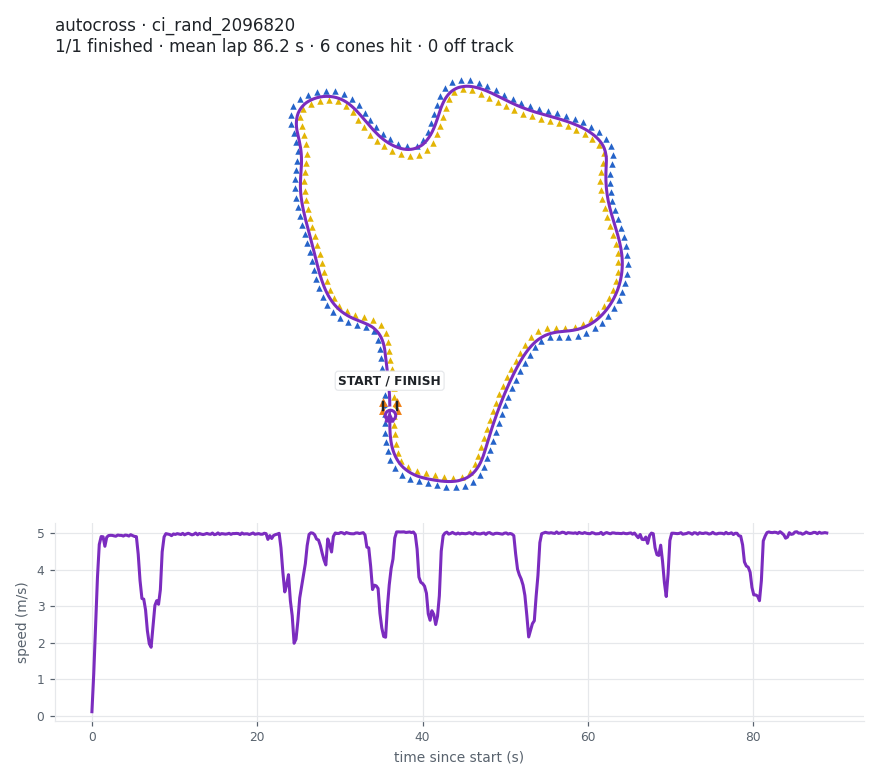 autocross · ci_rand_2096820
1/1 finished · mean lap 86.2 s · 6 cones hit · 0 off track
START / FINISH
5
4
3
2
1
0
speed (m/s)
0 20 40 60 80
time since start (s)